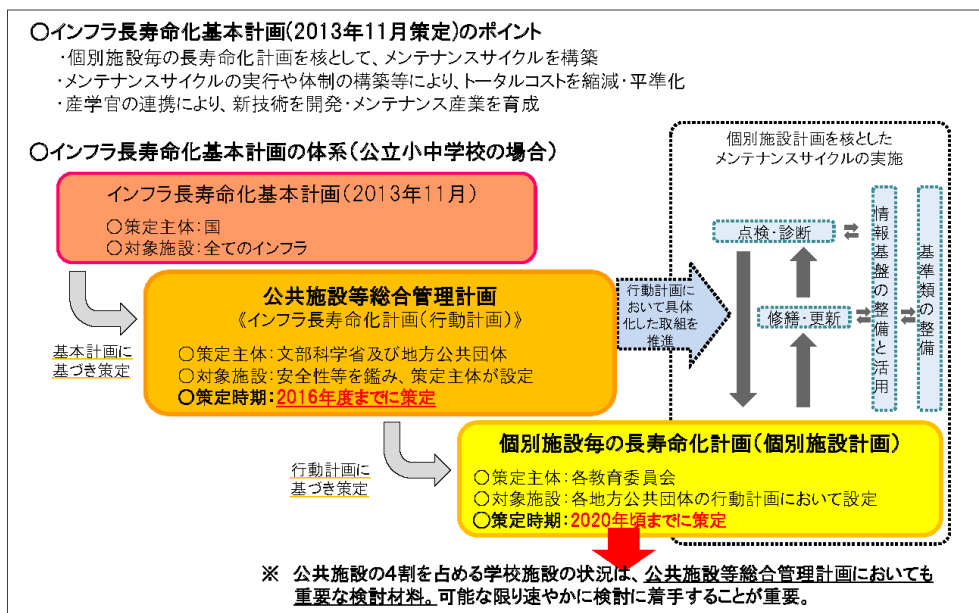 ○インフラ長寿命化基本計画(2013年11月策定)のポイント
・個別施設毎の長寿命化計画を核として、メンテナンスサイクルを構築
・メンテナンスサイクルの実行や体制の構築等により、トータルコストを縮減・平準化
・産学官の連携により、新技術を開発・メンテナンス産業を育成
○インフラ長寿命化基本計画の体系(公立小中学校の場合)
インフラ長寿命化基本計画(2013年11月)
○策定主体:国
○対象施設:全てのインフラ
基本計画に
基づき策定
公共施設等総合管理計画
《インフラ長寿命化計画(行動計画)》
○策定主体:文部科学省及び地方公共団体
○対象施設:安全性等を鑑み、策定主体が設定
○策定時期:2016年度までに策定
行動計画に
おいて具体
化した取組を
推進
行動計画に
基づき策定
個別施設毎の長寿命化計画(個別施設計画)
○策定主体:各教育委員会
○対象施設:各地方公共団体の行動計画において設定
○策定時期:2020年頃までに策定
個別施設計画を核とした
メンテナンスサイクルの実施
点検・診断
修繕・更新
情報基盤の整備と活用
基準類の整備
※ 公共施設の4割を占める学校施設の状況は、公共施設等総合管理計画においても
重要な検討材料。可能な限り速やかに検討に着手することが重要。